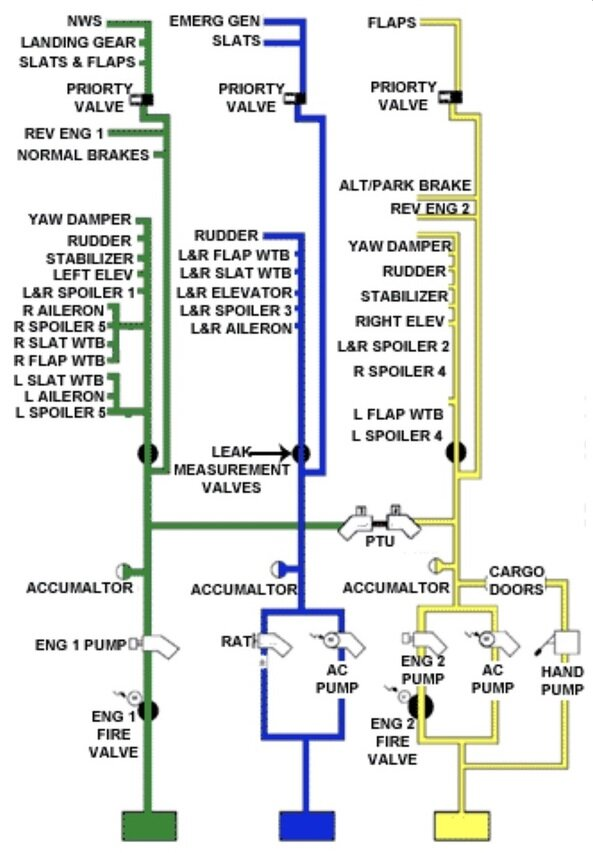 NWS
LANDING GEAR
SLATS & FLAPS
PRIORTY
VALVE
REV ENG 1
NORMAL BRAKES
YAW DAMPER
RUDDER
STABILIZER
LEFT ELEV
L&R SPOILER 1
R AILERON
R SPOILER 5
R SLAT WTB
R FLAP WTB
L SLAT WTB
L AILERON
L SPOILER 5
ACCUMALTOR
ENG 1 PUMP
ENG 1
FIRE
VALVE
EMERG GEN
SLATS
PRIORTY
VALVE
RUDDER
L&R FLAP WTB
L&R SLAT WTB
L&R ELEVATOR
L&R SPOILER 3
L&R AILERON
LEAK
MEASUREMENT
VALVES
ACCUMALTOR
RAT
AC
PUMP
FLAPS
PRIORTY
VALVE
ALT/PARK BRAKE
REV ENG 2
YAW DAMPER
RUDDER
STABILIZER
RIGHT ELEV
L&R SPOILER 2
R SPOILER 4
L FLAP WTB
L SPOILER 4
PTU
ACCUMALTOR
CARGO
DOORS
ENG 2
PUMP
AC
PUMP
HAND
PUMP
ENG 2
FIRE
VALVE